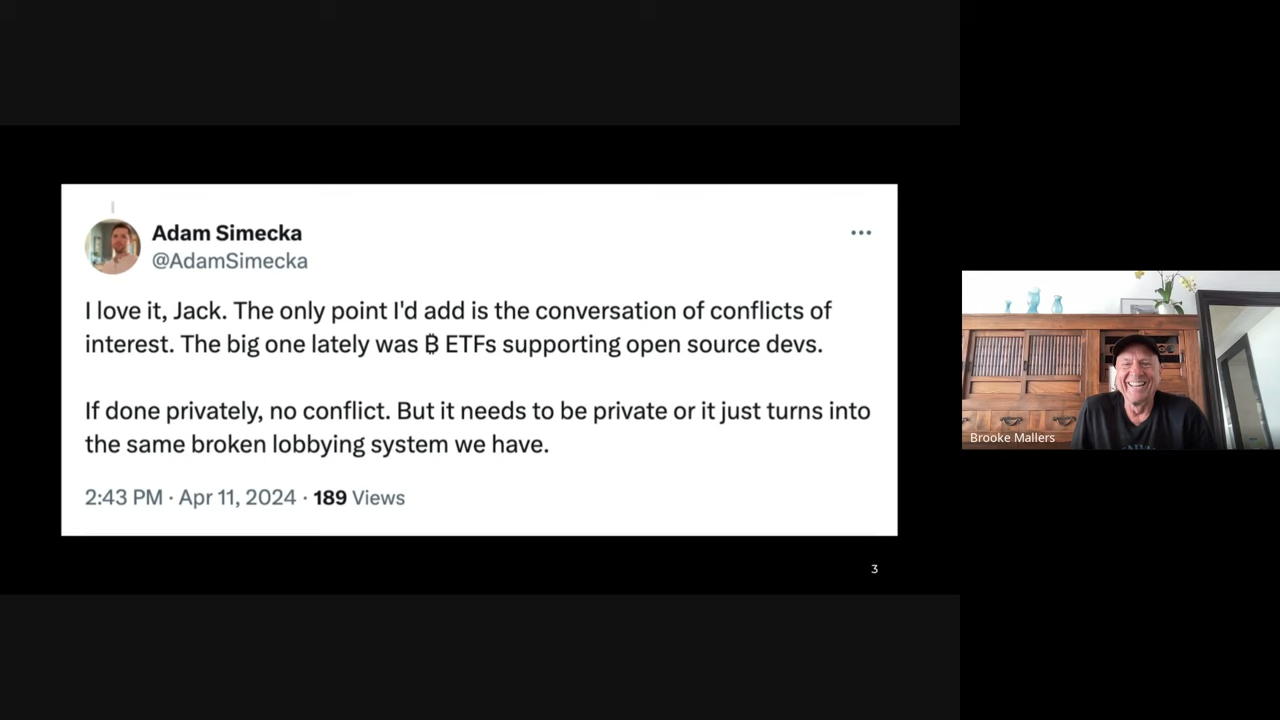 Adam Simecka
@AdamSimecka
I love it, Jack. The only point I'd add is the conversation of conflicts of
interest. The big one lately was ₿ ETFs supporting open source devs.
If done privately, no conflict. But it needs to be private or it just turns into
the same broken lobbying system we have.
2:43 PM · Apr 11, 2024 · 189 Views
3
Brooke Mallers